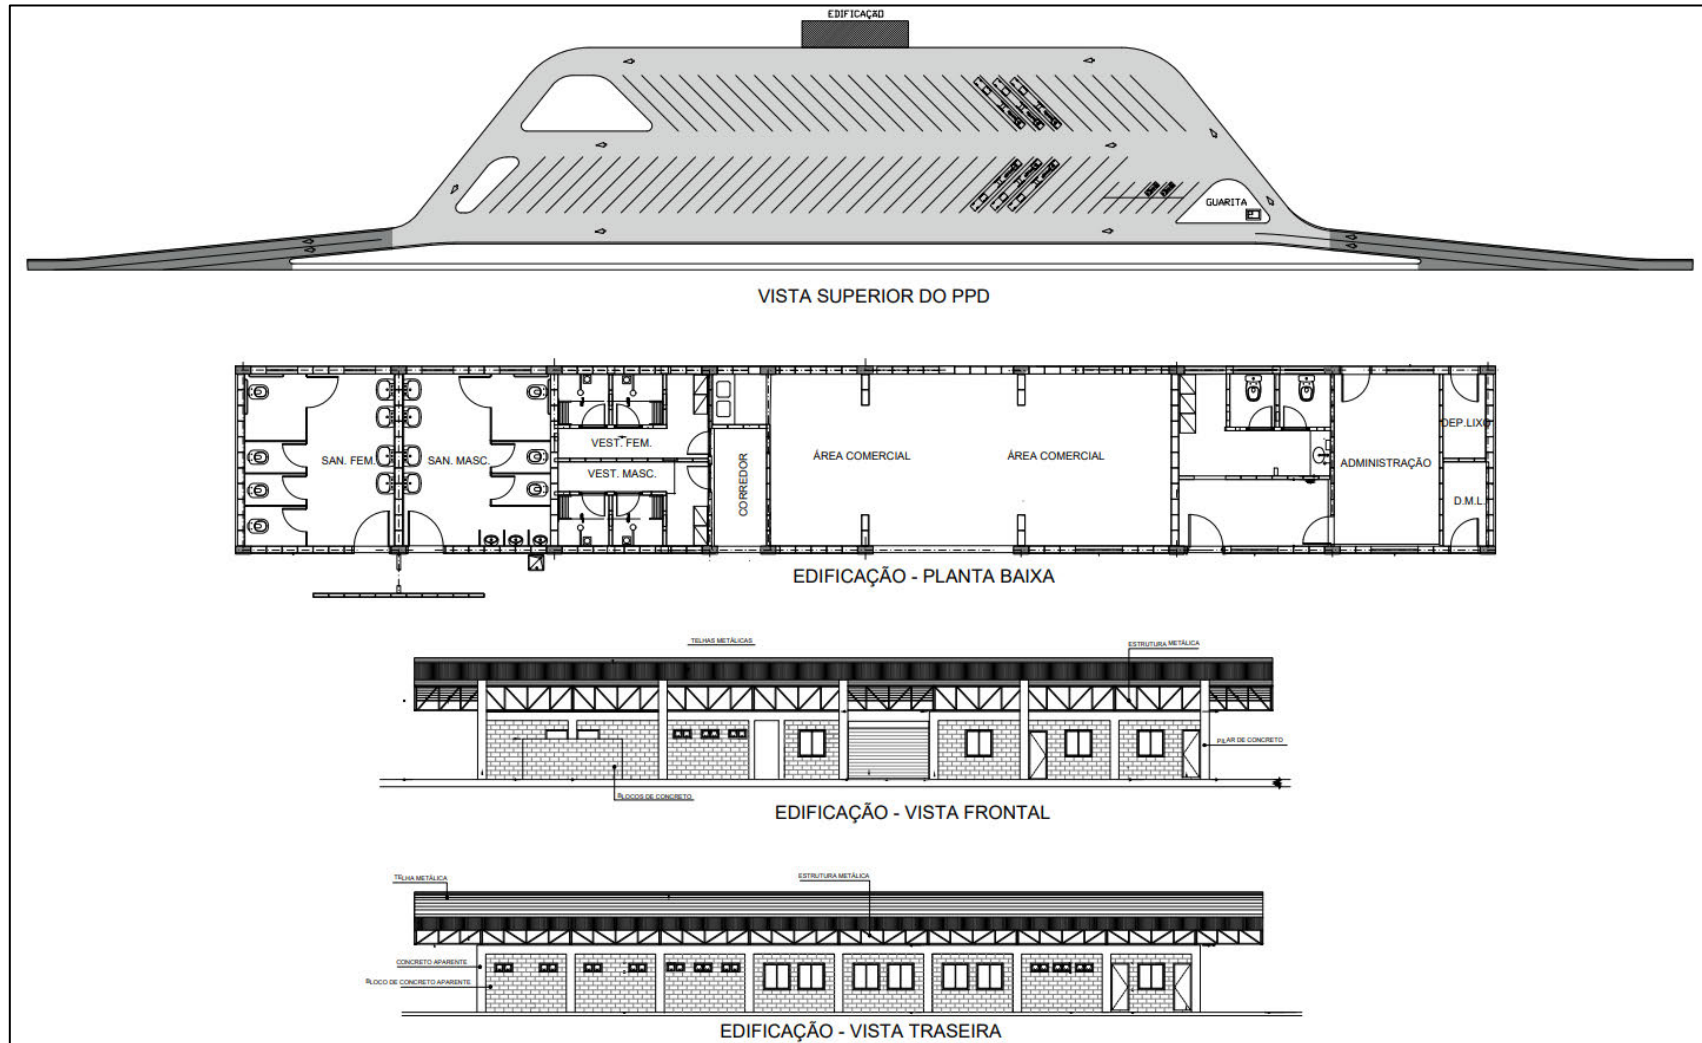 EDIFICAÇÃO
GUARITA
VISTA SUPERIOR DO PPD
SAN. FEM.
SAN. MASC.
VEST. FEM.
VEST. MASC.
CORREDOR
ÁREA COMERCIAL
ÁREA COMERCIAL
ADMINISTRAÇÃO
DEP.LIXO
D.M.L.
EDIFICAÇÃO - PLANTA BAIXA
TELHAS METÁLICAS
ESTRUTURA METÁLICA
PILAR DE CONCRETO
BLOCOS DE CONCRETO
EDIFICAÇÃO - VISTA FRONTAL
TELHA METÁLICA
ESTRUTURA METÁLICA
CONCRETO APARENTE
BLOCO DE CONCRETO APARENTE
EDIFICAÇÃO - VISTA TRASEIRA